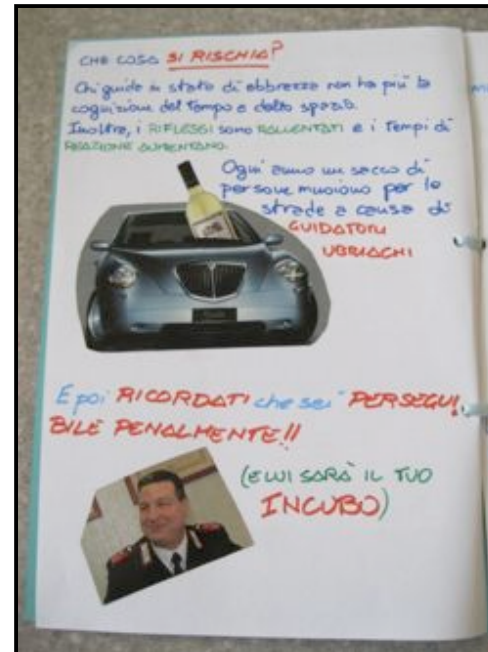 CHE COSA SI RISCHIA?
Chi guida in stato di ebbrezza non ha più la
cognizione del tempo e dello spazio.
Inoltre, i RIFLESSI sono RALLENTATI e i tempi di
REAZIONE AUMENTANO.
Ogni anno un sacco di
persone muoiono per le
strade a causa di
GUIDATORI
UBRIACHI
E poi RICORDATI che sei PERSEGUI
BILE PENALMENTE!!
(E LUI SARÀ IL TUO
INCUBO)